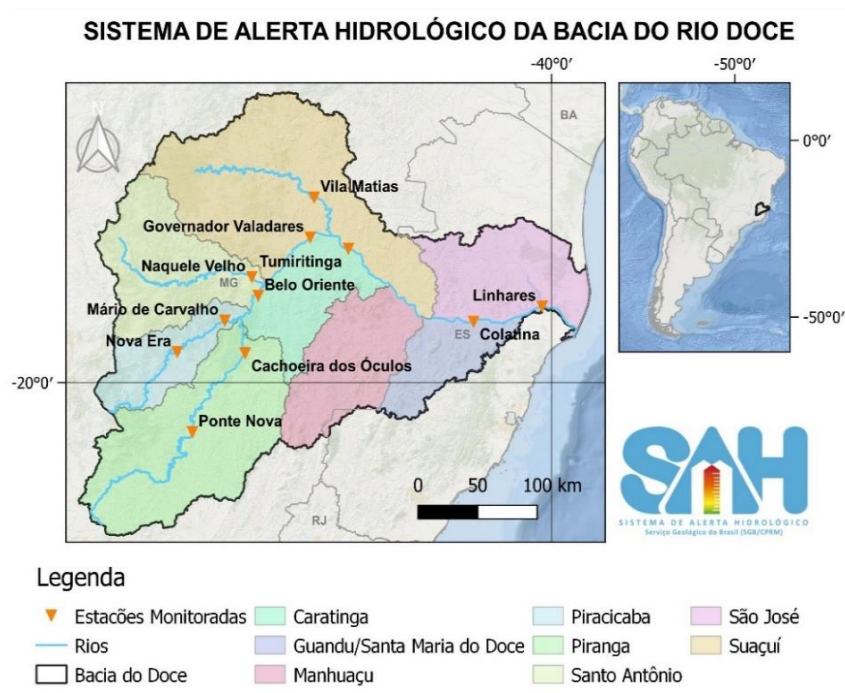 SISTEMA DE ALERTA HIDROLÓGICO DA BACIA DO RIO DOCE
-40°0'
-50°0'
N
BA
0°0'
Vila Matias
Governador Valadares
Tumiritinga
Naquele Velho
MG
Belo Oriente
Linhares
Mário de Carvalho
-50°0'
Nova Era
ES
Colatina
Cachoeira dos Óculos
-20°0'
Ponte Nova
0 50 100 km
RJ
SAH
SISTEMA DE ALERTA HIDROLÓGICO
Serviço Geológico do Brasil (SGB/CPRM)
Legenda
Estacões Monitoradas
Rios
Bacia do Doce
Caratinga
Guandu/Santa Maria do Doce
Manhuaçu
Piracicaba
Piranga
Santo Antônio
São José
Suaçuí